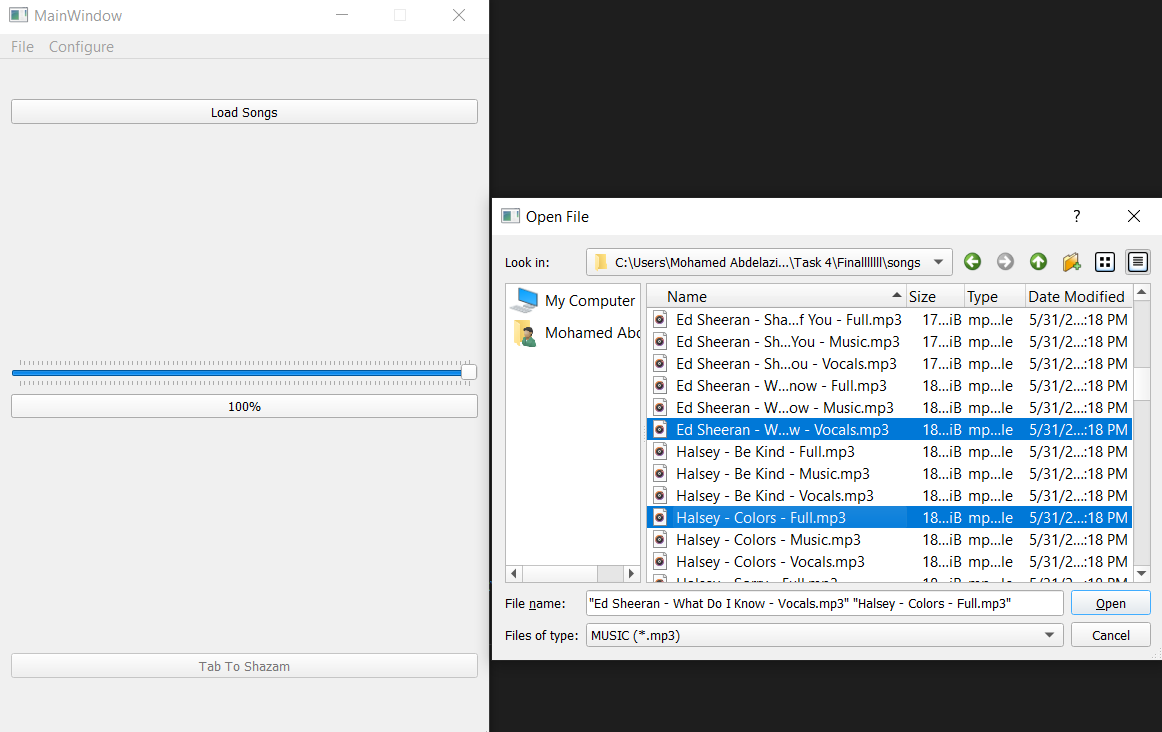 MainWindow
File Configure
Load Songs
100%
Tab To Shazam
Open File
?
Look in: C:\Users\Mohamed Abdelazi...\Task 4\Finalllllll\songs
My Computer
Mohamed Abd
Name Size Type Date Modified
Ed Sheeran - Sha...f You - Full.mp3 17...iB mp...le 5/31/2...:18 PM
Ed Sheeran - Sh...You - Music.mp3 17...iB mp...le 5/31/2...:18 PM
Ed Sheeran - Sh...ou - Vocals.mp3 17...iB mp...le 5/31/2...:18 PM
Ed Sheeran - W...now - Full.mp3 18...iB mp...le 5/31/2...:18 PM
Ed Sheeran - W...ow - Music.mp3 18...iB mp...le 5/31/2...:18 PM
Ed Sheeran - W...w - Vocals.mp3 18...iB mp...le 5/31/2...:18 PM
Halsey - Be Kind - Full.mp3 18...iB mp...le 5/31/2...:18 PM
Halsey - Be Kind - Music.mp3 18...iB mp...le 5/31/2...:18 PM
Halsey - Be Kind - Vocals.mp3 18...iB mp...le 5/31/2...:18 PM
Halsey - Colors - Full.mp3 18...iB mp...le 5/31/2...:18 PM
Halsey - Colors - Music.mp3 18...iB mp...le 5/31/2...:18 PM
Halsey - Colors - Vocals.mp3 18...iB mp...le 5/31/2...:18 PM
File name: "Ed Sheeran - What Do I Know - Vocals.mp3" "Halsey - Colors - Full.mp3" Open
Files of type: MUSIC (*.mp3) Cancel